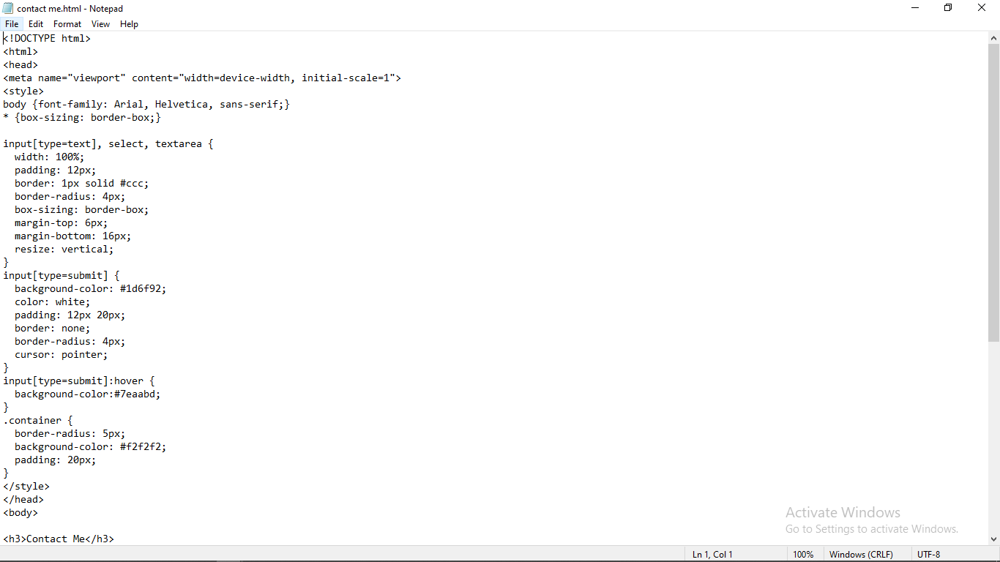 contact me.html - Notepad
File Edit Format View Help
<!DOCTYPE html>
<html>
<head>
<meta name="viewport" content="width=device-width, initial-scale=1">
<style>
body {font-family: Arial, Helvetica, sans-serif;}
* {box-sizing: border-box;}

input[type=text], select, textarea {
  width: 100%;
  padding: 12px;
  border: 1px solid #ccc;
  border-radius: 4px;
  box-sizing: border-box;
  margin-top: 6px;
  margin-bottom: 16px;
  resize: vertical;
}
input[type=submit] {
  background-color: #1d6f92;
  color: white;
  padding: 12px 20px;
  border: none;
  border-radius: 4px;
  cursor: pointer;
}
input[type=submit]:hover {
  background-color:#7eaabd;
}
.container {
  border-radius: 5px;
  background-color: #f2f2f2;
  padding: 20px;
}
</style>
</head>
<body>

<h3>Contact Me</h3>
Activate Windows
Go to Settings to activate Windows.
Ln 1, Col 1 100% Windows (CRLF) UTF-8